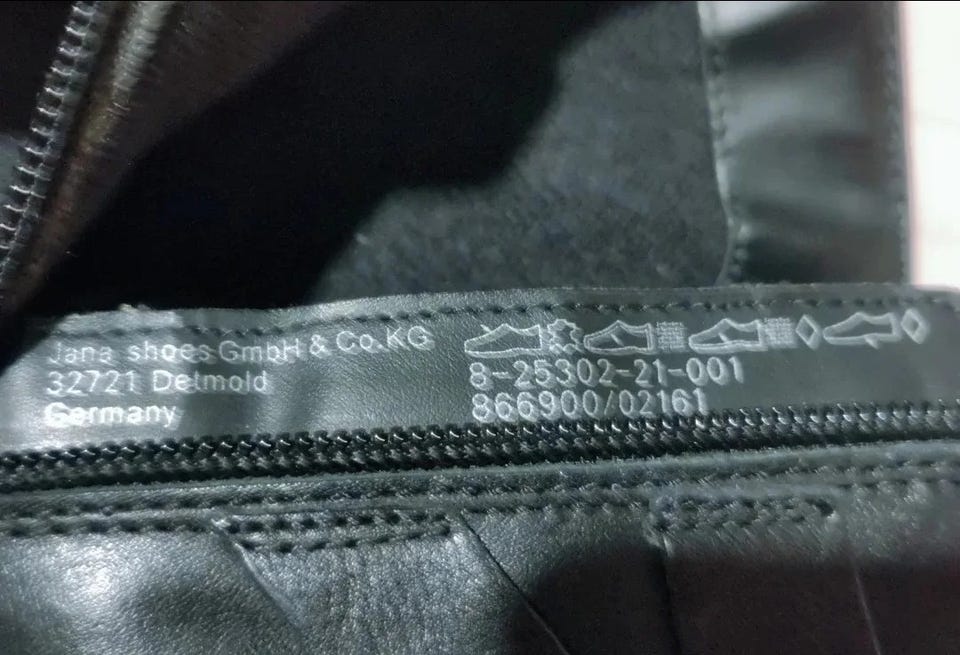 Jana shoes GmbH & Co.KG
32721 Detmold
Germany
8-25302-21-001
866900/02161